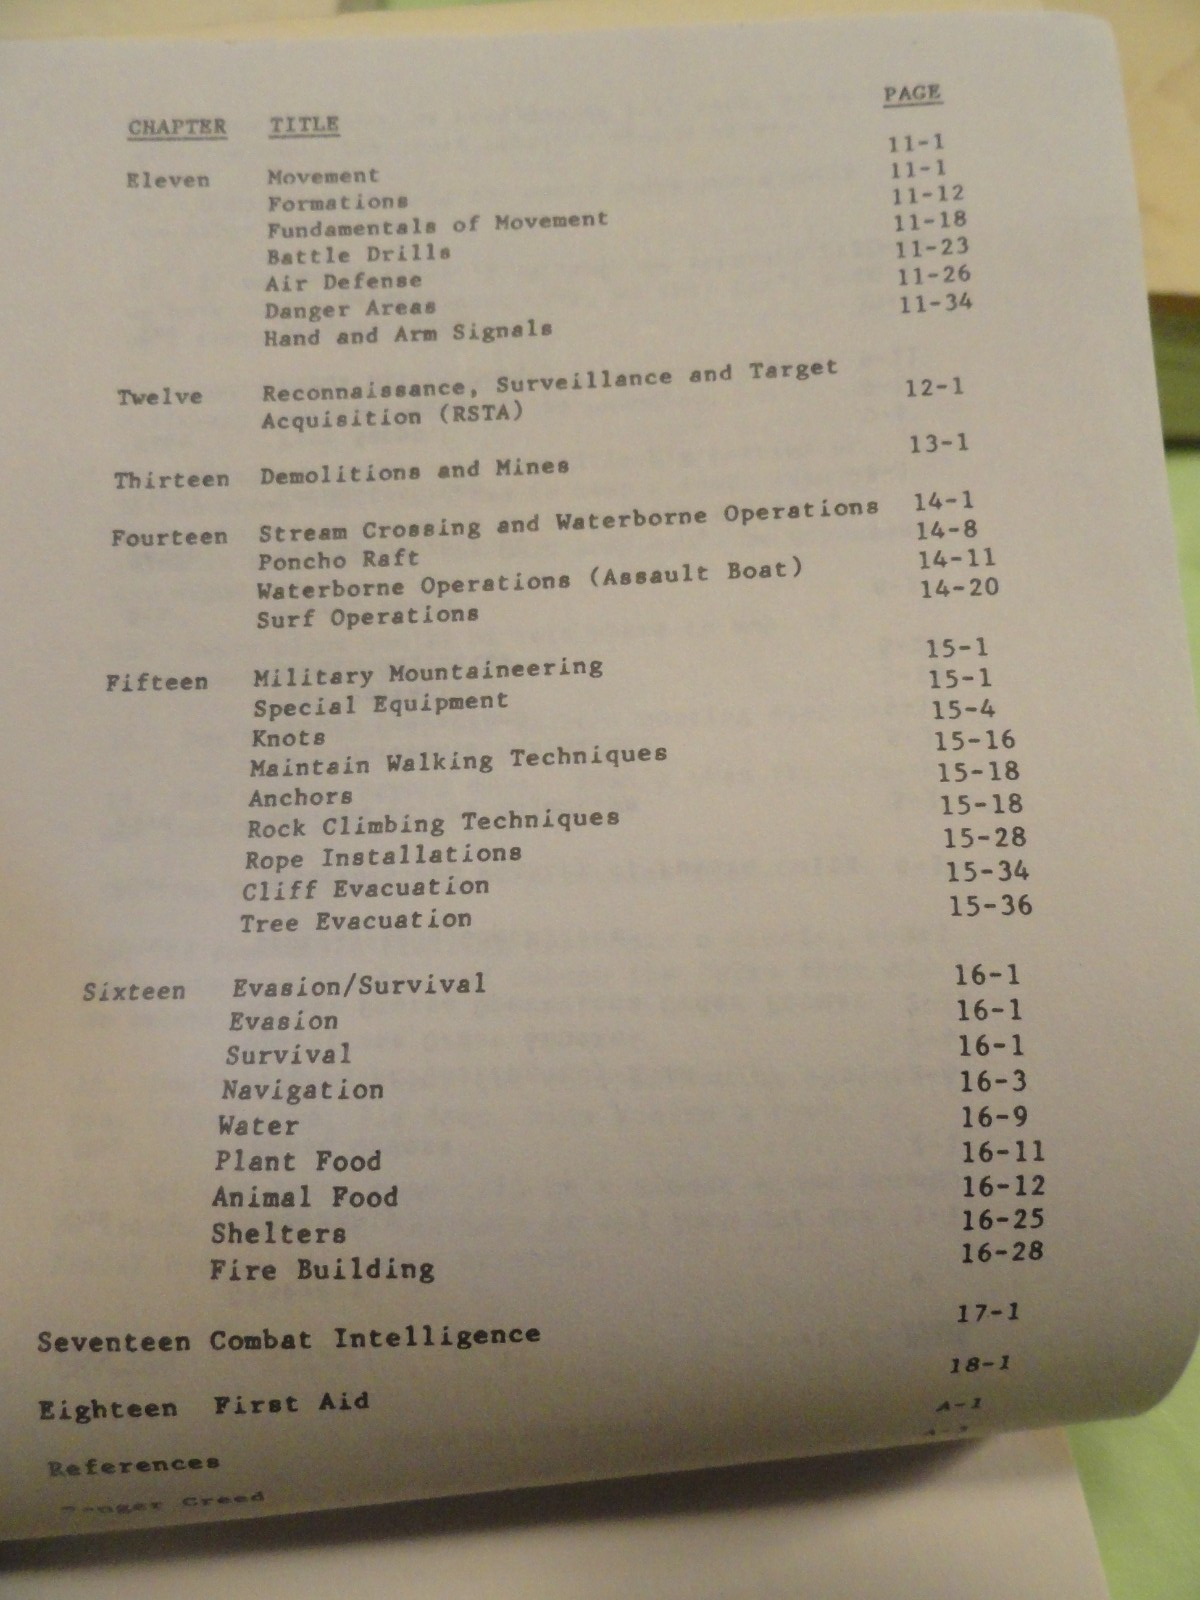 CHAPTER TITLE PAGE
Eleven Movement 11-1
Formations 11-1
Fundamentals of Movement 11-12
Battle Drills 11-18
Air Defense 11-23
Danger Areas 11-26
Hand and Arm Signals 11-34
Twelve Reconnaissance, Surveillance and Target
Acquisition (RSTA) 12-1
Thirteen Demolitions and Mines 13-1
Fourteen Stream Crossing and Waterborne Operations 14-1
Poncho Raft 14-8
Waterborne Operations (Assault Boat) 14-11
Surf Operations 14-20
Fifteen Military Mountaineering 15-1
Special Equipment 15-1
Knots 15-4
Maintain Walking Techniques 15-16
Anchors 15-18
Rock Climbing Techniques 15-18
Rope Installations 15-28
Cliff Evacuation 15-34
Tree Evacuation 15-36
Sixteen Evasion/Survival 16-1
Evasion 16-1
Survival 16-1
Navigation 16-3
Water 16-9
Plant Food 16-11
Animal Food 16-12
Shelters 16-25
Fire Building 16-28
Seventeen Combat Intelligence 17-1
Eighteen First Aid 18-1
References A-1
Ranger Creed